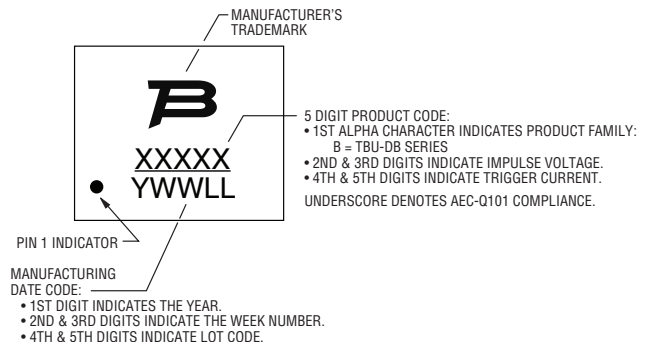 MANUFACTURER'S
TRADEMARK
5 DIGIT PRODUCT CODE:
• 1ST ALPHA CHARACTER INDICATES PRODUCT FAMILY:
B = TBU-DB SERIES
• 2ND & 3RD DIGITS INDICATE IMPULSE VOLTAGE.
• 4TH & 5TH DIGITS INDICATE TRIGGER CURRENT.
UNDERSCORE DENOTES AEC-Q101 COMPLIANCE.
XXXXX
YWWLL
PIN 1 INDICATOR
MANUFACTURING
DATE CODE:
• 1ST DIGIT INDICATES THE YEAR.
• 2ND & 3RD DIGITS INDICATE THE WEEK NUMBER.
• 4TH & 5TH DIGITS INDICATE LOT CODE.